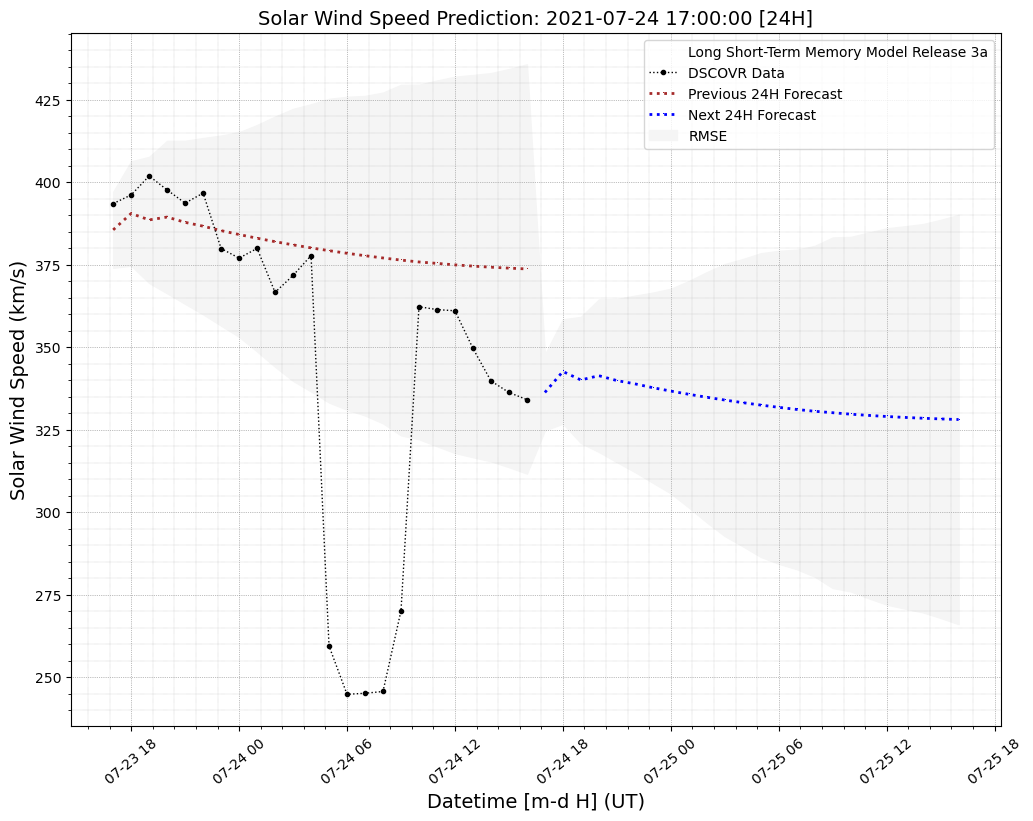 Solar Wind Speed Prediction: 2021-07-24 17:00:00 [24H]
Long Short-Term Memory Model Release 3a
DSCOVR Data
Previous 24H Forecast
Next 24H Forecast
RMSE
Solar Wind Speed (km/s)
425
400
375
350
325
300
275
250
07-23 18
07-24 00
07-24 06
07-24 12
07-24 18
07-25 00
07-25 06
07-25 12
07-25 18
Datetime [m-d H] (UT)